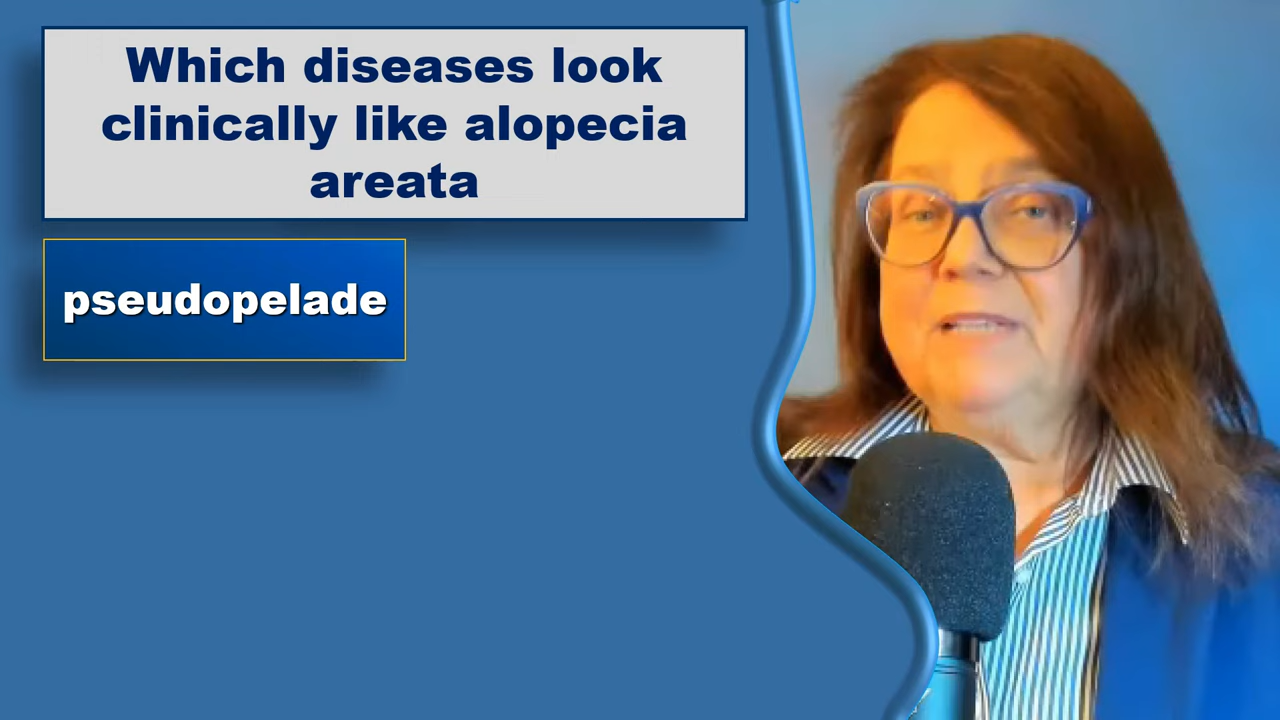 Which diseases look
clinically like alopecia
areata
pseudopelade